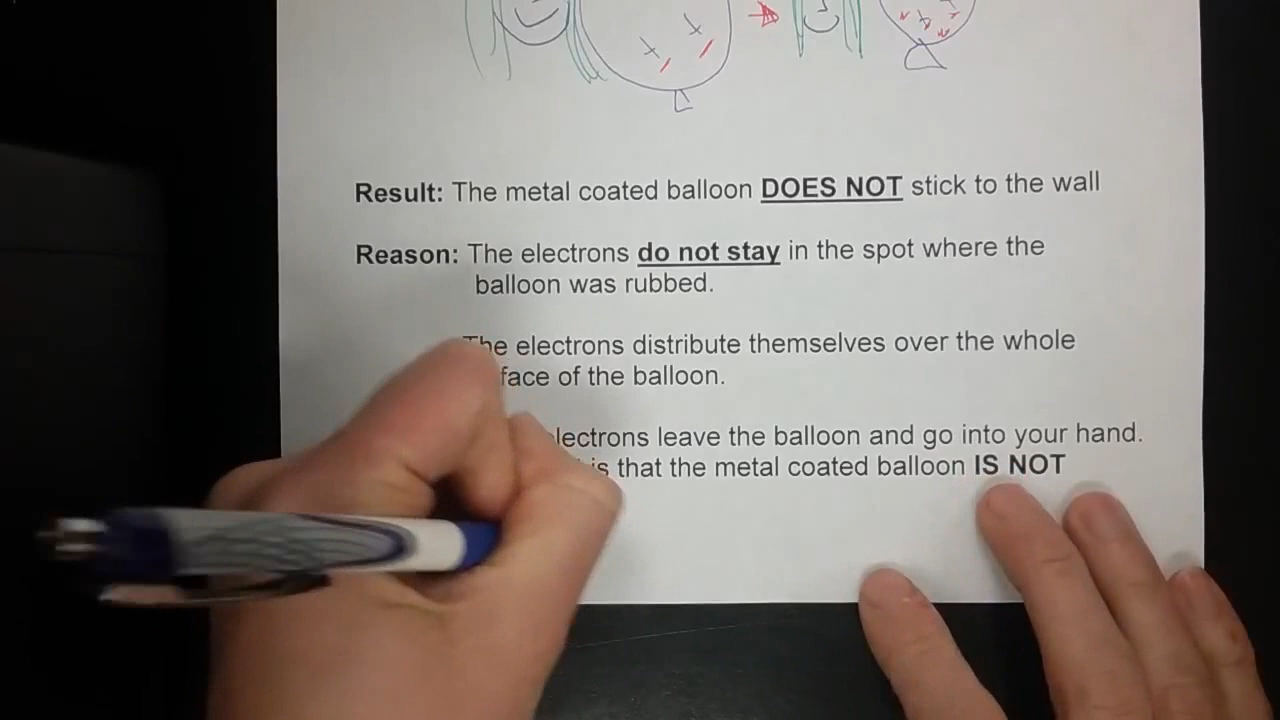 Result: The metal coated balloon DOES NOT stick to the wall
Reason: The electrons do not stay in the spot where the
balloon was rubbed.
The electrons distribute themselves over the whole
face of the balloon.
lectrons leave the balloon and go into your hand.
is that the metal coated balloon IS NOT